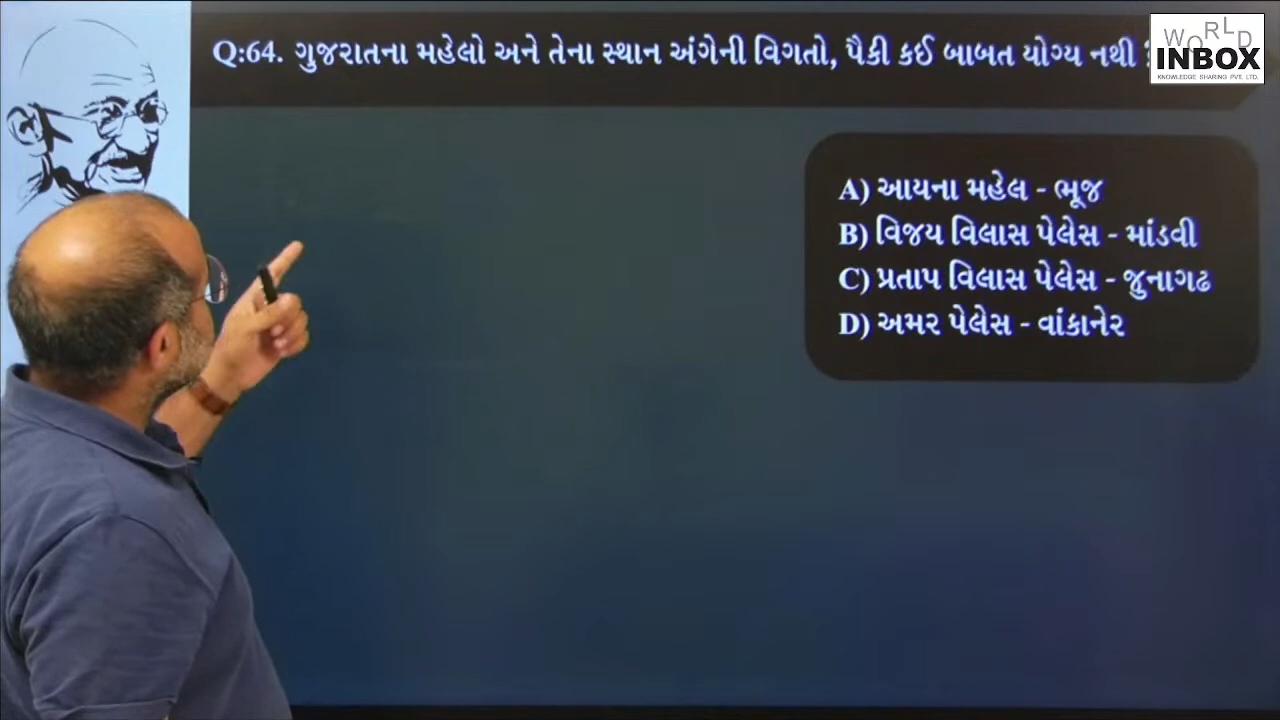 WORLD
INBOX
KNOWLEDGE SHARING PVT. LTD.
Q:64. ગુજરાતના મહેલો અને તેના સ્થાન અંગેની વિગતો, પૈકી કઈ બાબત યોગ્ય નથી ?
A) આયના મહેલ - ભૂજ
B) વિજય વિલાસ પેલેસ - માંડવી
C) પ્રતાપ વિલાસ પેલેસ - જુનાગઢ
D) અમર પેલેસ - વાંકાનેર